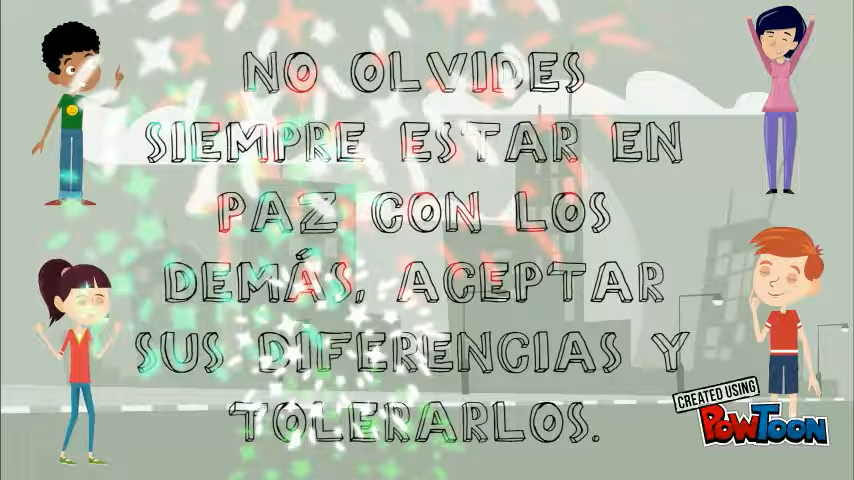 NO OLVIDES
SIEMPRE ESTAR EN
PAZ CON LOS
DEMÁS, ACEPTAR
SUS DIFERENCIAS Y
TOLERARLOS.
CREATED USING
POWTOON